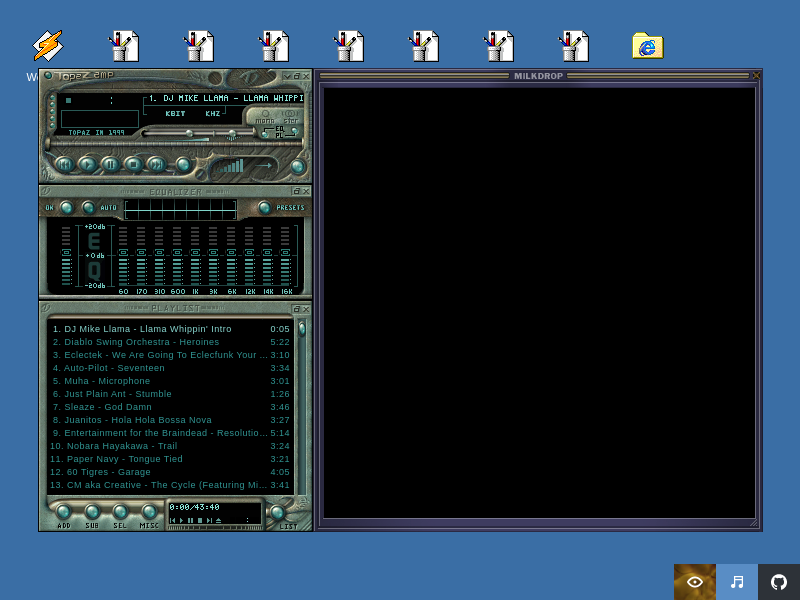 Topaz amp
1. DJ MIKE LLAMA - LLAMA WHIPPI
KBIT KHZ
mono
TOPAZ IN 1999
EQUALIZER
ON AUTO PRESETS
+20db
+0db
-20db
EQ
60 170 310 600 1K 3K 6K 12K 14K 16K
PLAYLIST
1. DJ Mike Llama - Llama Whippin' Intro 0:05
2. Diablo Swing Orchestra - Heroines 5:22
3. Eclectek - We Are Going To Eclecfunk Your ... 3:10
4. Auto-Pilot - Seventeen 3:34
5. Muha - Microphone 3:01
6. Just Plain Ant - Stumble 1:26
7. Sleaze - God Damn 3:46
8. Juanitos - Hola Hola Bossa Nova 3:27
9. Entertainment for the Braindead - Resolutio... 5:14
10. Nobara Hayakawa - Trail 3:24
11. Paper Navy - Tongue Tied 3:21
12. 60 Tigres - Garage 4:05
13. CM aka Creative - The Cycle (Featuring Mi... 3:41
0:00/43:40
ADD SUB SEL MISC LIST
MILKDROP